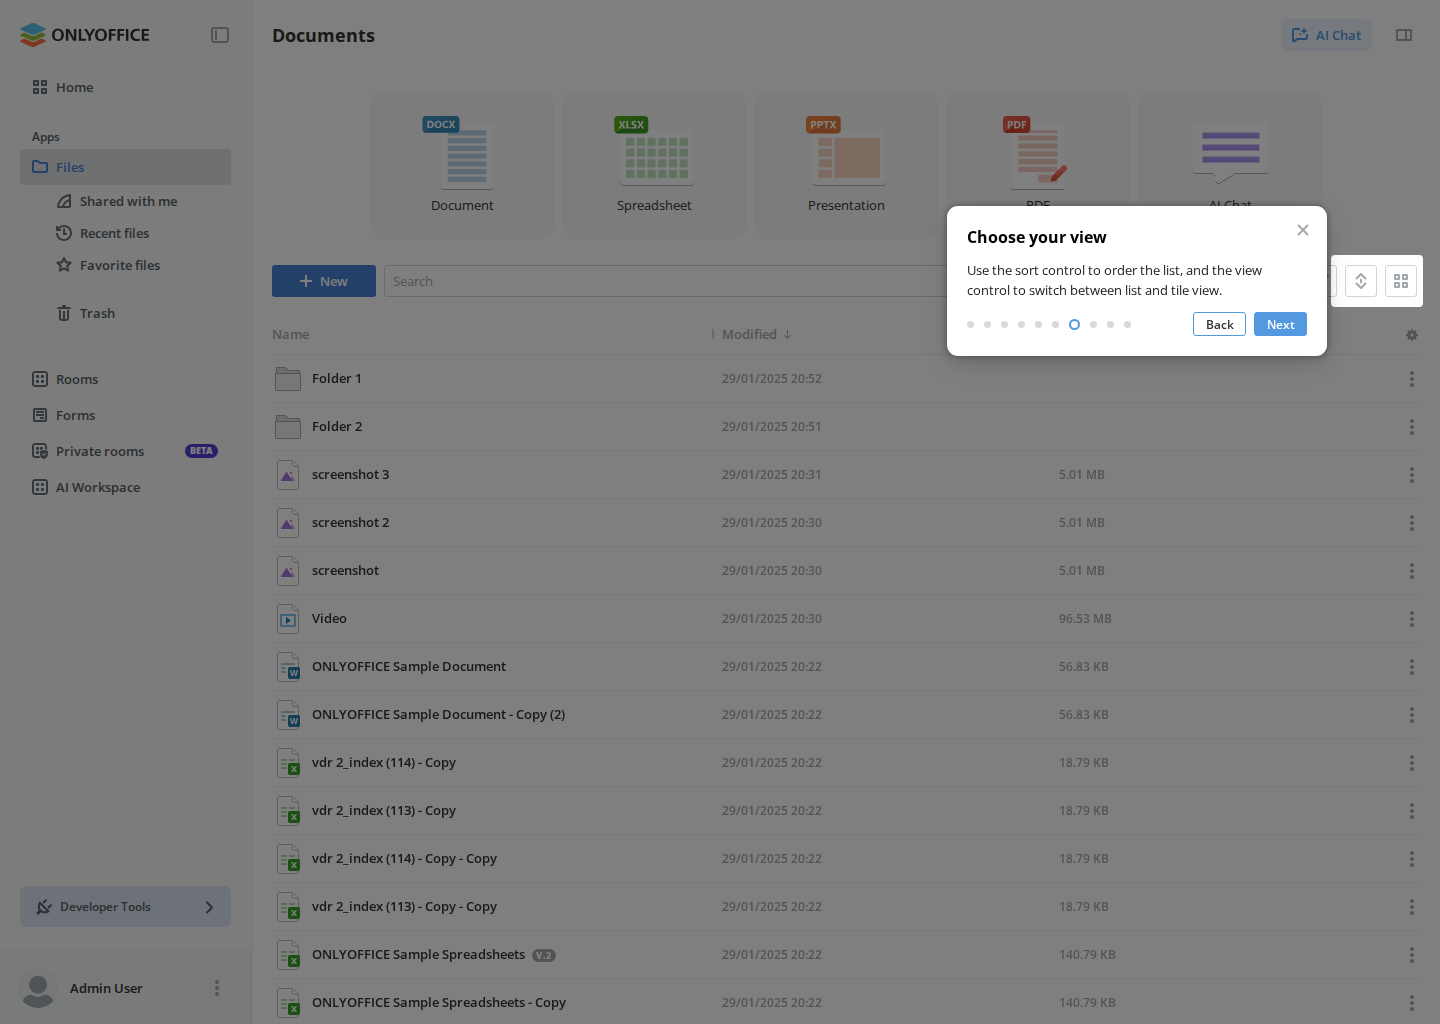 ONLYOFFICE
Home
Apps
Files
Shared with me
Recent files
Favorite files
Trash
Rooms
Forms
Private rooms
BETA
AI Workspace
Developer Tools
Admin User
Documents
AI Chat
DOCX
Document
XLSX
Spreadsheet
PPTX
Presentation
PDF
PDF
AI Chat
New
Search
Choose your view
Use the sort control to order the list, and the view
control to switch between list and tile view.
Back
Next
Name
Modified
Folder 1
29/01/2025 20:52
Folder 2
29/01/2025 20:51
screenshot 3
29/01/2025 20:31
5.01 MB
screenshot 2
29/01/2025 20:30
5.01 MB
screenshot
29/01/2025 20:30
5.01 MB
Video
29/01/2025 20:30
96.53 MB
W
ONLYOFFICE Sample Document
29/01/2025 20:22
56.83 KB
W
ONLYOFFICE Sample Document - Copy (2)
29/01/2025 20:22
56.83 KB
X
vdr 2_index (114) - Copy
29/01/2025 20:22
18.79 KB
X
vdr 2_index (113) - Copy
29/01/2025 20:22
18.79 KB
X
vdr 2_index (114) - Copy - Copy
29/01/2025 20:22
18.79 KB
X
vdr 2_index (113) - Copy - Copy
29/01/2025 20:22
18.79 KB
X
ONLYOFFICE Sample Spreadsheets
V.2
29/01/2025 20:22
140.79 KB
X
ONLYOFFICE Sample Spreadsheets - Copy
29/01/2025 20:22
140.79 KB